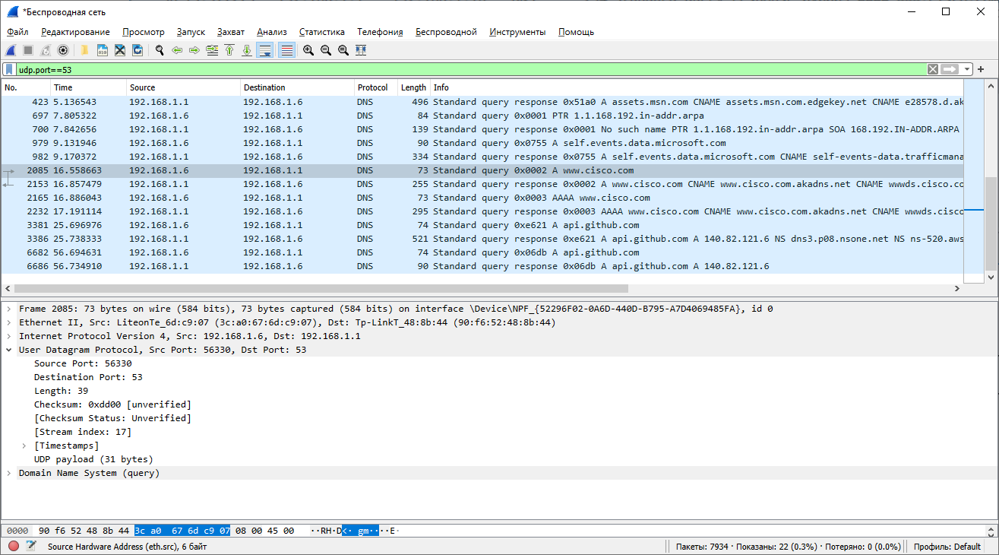 *Беспроводная сеть
Файл Редактирование Просмотр Запуск Захват Анализ Статистика Телефония Беспроводной Инструменты Помощь
udp.port==53
No. Time Source Destination Protocol Length Info
423 5.136543 192.168.1.1 192.168.1.6 DNS 496 Standard query response 0x51a0 A assets.msn.com CNAME assets.msn.com.edgekey.net CNAME e28578.d.ak
697 7.805322 192.168.1.6 192.168.1.1 DNS 84 Standard query 0x0001 PTR 1.1.168.192.in-addr.arpa
700 7.842656 192.168.1.1 192.168.1.6 DNS 139 Standard query response 0x0001 No such name PTR 1.1.168.192.in-addr.arpa SOA 168.192.IN-ADDR.ARPA
979 9.131946 192.168.1.6 192.168.1.1 DNS 90 Standard query 0x0755 A self.events.data.microsoft.com
982 9.170372 192.168.1.1 192.168.1.6 DNS 334 Standard query response 0x0755 A self.events.data.microsoft.com CNAME self-events-data.trafficmana
2085 16.558663 192.168.1.6 192.168.1.1 DNS 73 Standard query 0x0002 A www.cisco.com
2153 16.857479 192.168.1.1 192.168.1.6 DNS 255 Standard query response 0x0002 A www.cisco.com CNAME www.cisco.com.akadns.net CNAME wwwds.cisco.co
2165 16.886043 192.168.1.6 192.168.1.1 DNS 73 Standard query 0x0003 AAAA www.cisco.com
2232 17.191114 192.168.1.1 192.168.1.6 DNS 295 Standard query response 0x0003 AAAA www.cisco.com CNAME www.cisco.com.akadns.net CNAME wwwds.cisco
3381 25.696976 192.168.1.6 192.168.1.1 DNS 74 Standard query 0xe621 A api.github.com
3386 25.738333 192.168.1.1 192.168.1.6 DNS 521 Standard query response 0xe621 A api.github.com A 140.82.121.6 NS dns3.p08.nsone.net NS ns-520.aws
6682 56.694631 192.168.1.6 192.168.1.1 DNS 74 Standard query 0x06db A api.github.com
6686 56.734910 192.168.1.1 192.168.1.6 DNS 90 Standard query response 0x06db A api.github.com A 140.82.121.6
Frame 2085: 73 bytes on wire (584 bits), 73 bytes captured (584 bits) on interface \Device\NPF_{52296F02-0A6D-440D-B795-A7D4069485FA}, id 0
Ethernet II, Src: LiteonTe_6d:c9:07 (3c:a0:67:6d:c9:07), Dst: Tp-LinkT_48:8b:44 (90:f6:52:48:8b:44)
Internet Protocol Version 4, Src: 192.168.1.6, Dst: 192.168.1.1
User Datagram Protocol, Src Port: 56330, Dst Port: 53
Source Port: 56330
Destination Port: 53
Length: 39
Checksum: 0xdd00 [unverified]
[Checksum Status: Unverified]
[Stream index: 17]
[Timestamps]
UDP payload (31 bytes)
Domain Name System (query)
0000 90 f6 52 48 8b 44 3c a0 67 6d c9 07 08 00 45 00 ··RH·D<· gm····E·
Source Hardware Address (eth.src), 6 байт
Пакеты: 7934 · Показаны: 22 (0.3%) · Потеряно: 0 (0.0%)
Профиль: Default